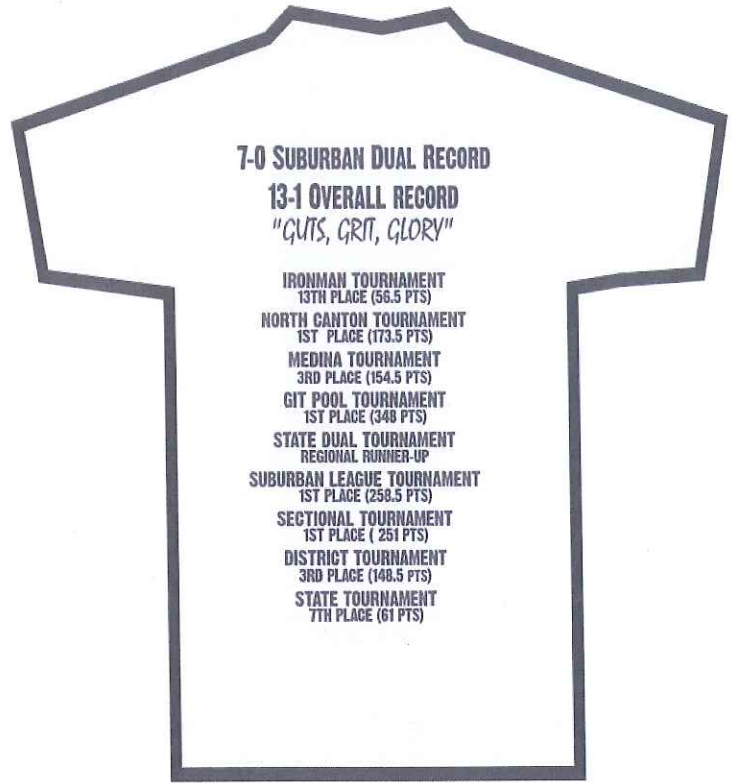 7-0 SUBURBAN DUAL RECORD
13-1 OVERALL RECORD
"GUTS, GRIT, GLORY"
IRONMAN TOURNAMENT
13TH PLACE (56.5 PTS)
NORTH CANTON TOURNAMENT
1ST PLACE (173.5 PTS)
MEDINA TOURNAMENT
3RD PLACE (154.5 PTS)
GIT POOL TOURNAMENT
1ST PLACE (348 PTS)
STATE DUAL TOURNAMENT
REGIONAL RUNNER-UP
SUBURBAN LEAGUE TOURNAMENT
1ST PLACE (258.5 PTS)
SECTIONAL TOURNAMENT
1ST PLACE ( 251 PTS)
DISTRICT TOURNAMENT
3RD PLACE (148.5 PTS)
STATE TOURNAMENT
7TH PLACE (61 PTS)